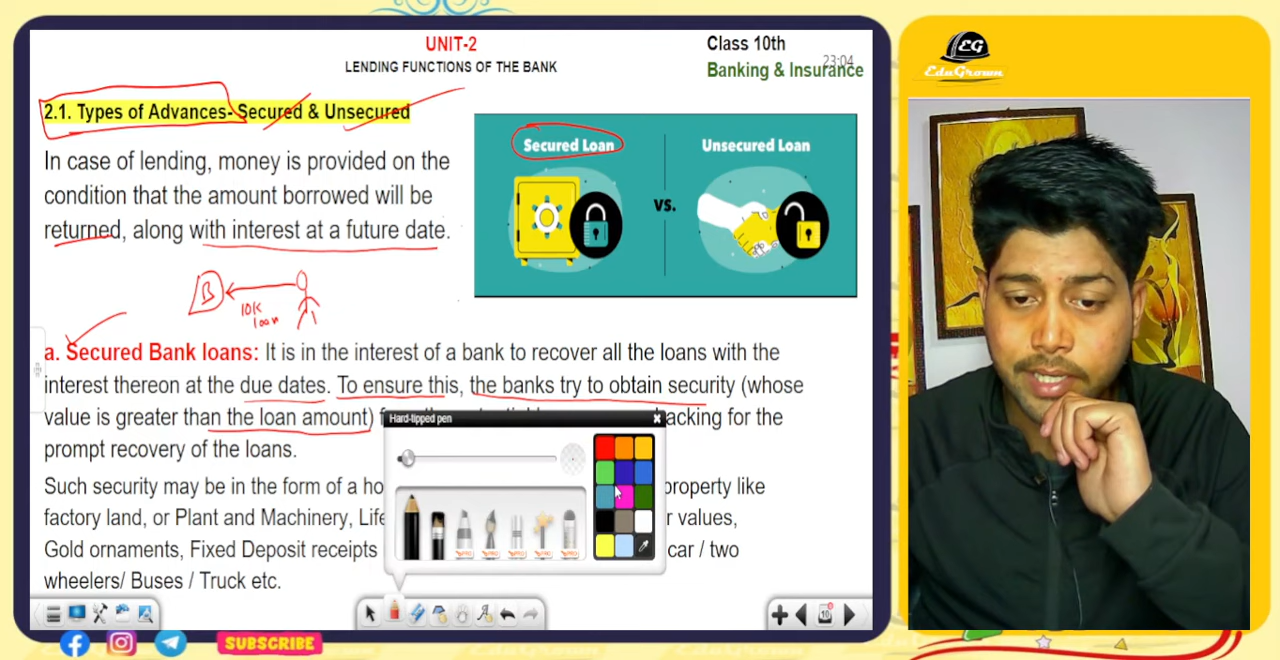 UNIT-2
LENDING FUNCTIONS OF THE BANK
Class 10th
23:04
Banking & Insurance
2.1. Types of Advances- Secured & Unsecured
In case of lending, money is provided on the
condition that the amount borrowed will be
returned, along with interest at a future date.
Secured Loan
VS.
Unsecured Loan
B
10K
loan
a. Secured Bank loans: It is in the interest of a bank to recover all the loans with the
interest thereon at the due dates. To ensure this, the banks try to obtain security (whose
value is greater than the loan amount) acking for the
prompt recovery of the loans.
Such security may be in the form of a ho property like
factory land, or Plant and Machinery, Life r values,
Gold ornaments, Fixed Deposit receipts car / two
wheelers/ Buses / Truck etc.
Hard-tipped pen
PRO PRO PRO PRO PRO
10
SUBSCRIBE
EG
EduGrown